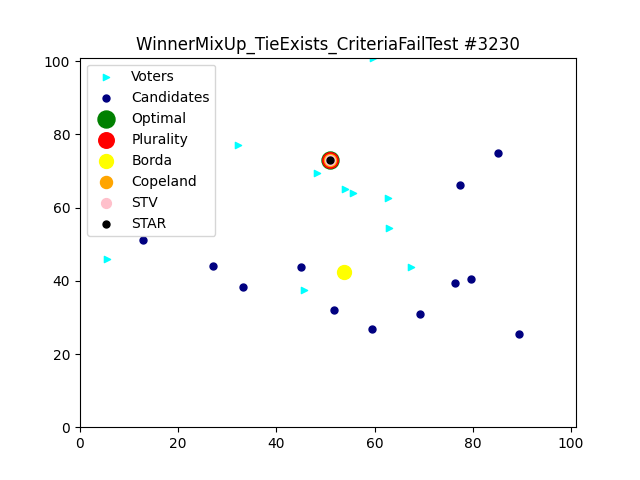 WinnerMixUp_TieExists_CriteriaFailTest #3230
100
80
60
40
20
0
Voters
Candidates
Optimal
Plurality
Borda
Copeland
STV
STAR
0 20 40 60 80 100